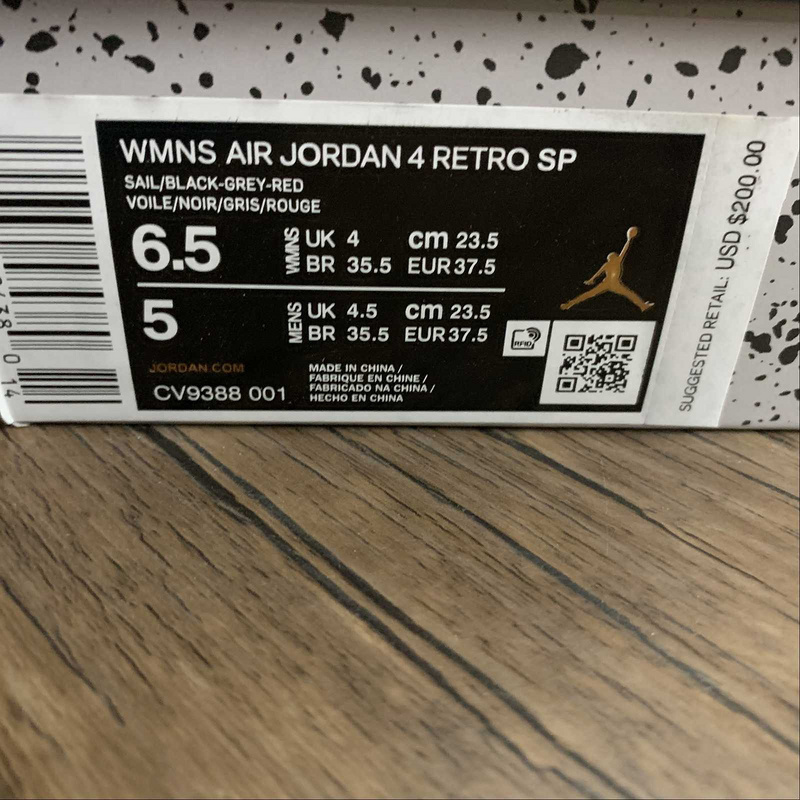 WMNS AIR JORDAN 4 RETRO SP
SAIL/BLACK-GREY-RED
VOILE/NOIR/GRIS/ROUGE
6.5 WMNS UK 4 cm 23.5
BR 35.5 EUR 37.5
5 MENS UK 4.5 cm 23.5
BR 35.5 EUR 37.5
RFID
JORDAN.COM
CV9388 001
MADE IN CHINA /
FABRIQUE EN CHINE /
FABRICADO NA CHINA /
HECHO EN CHINA
SUGGESTED RETAIL: USD $200.00
0 14